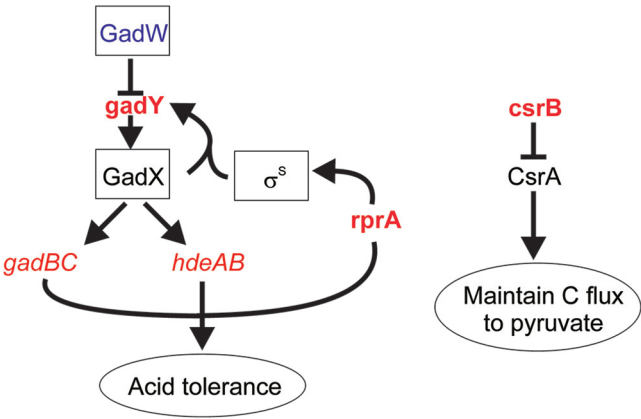 GadW
gadY
csrB
GadX
σˢ
CsrA
rprA
gadBC
hdeAB
Maintain C flux
to pyruvate
Acid tolerance